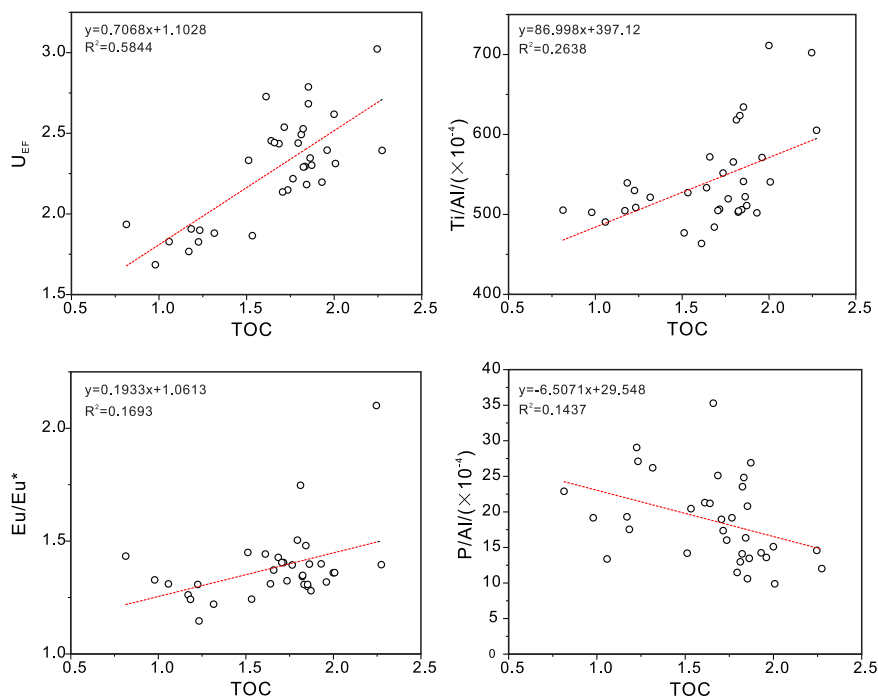 y=0.7068x+1.1028
R²=0.5844
3.0
2.5
2.0
1.5
U_EF
0.5 1.0 1.5 2.0 2.5
TOC
y=86.998x+397.12
R²=0.2638
700
600
500
400
Ti/Al/(×10⁻⁴)
0.5 1.0 1.5 2.0 2.5
TOC
y=0.1933x+1.0613
R²=0.1693
2.0
1.5
1.0
Eu/Eu*
0.5 1.0 1.5 2.0 2.5
TOC
y=-6.5071x+29.548
R²=0.1437
40
35
30
25
20
15
10
5
0
P/Al/(×10⁻⁴)
0.5 1.0 1.5 2.0 2.5
TOC